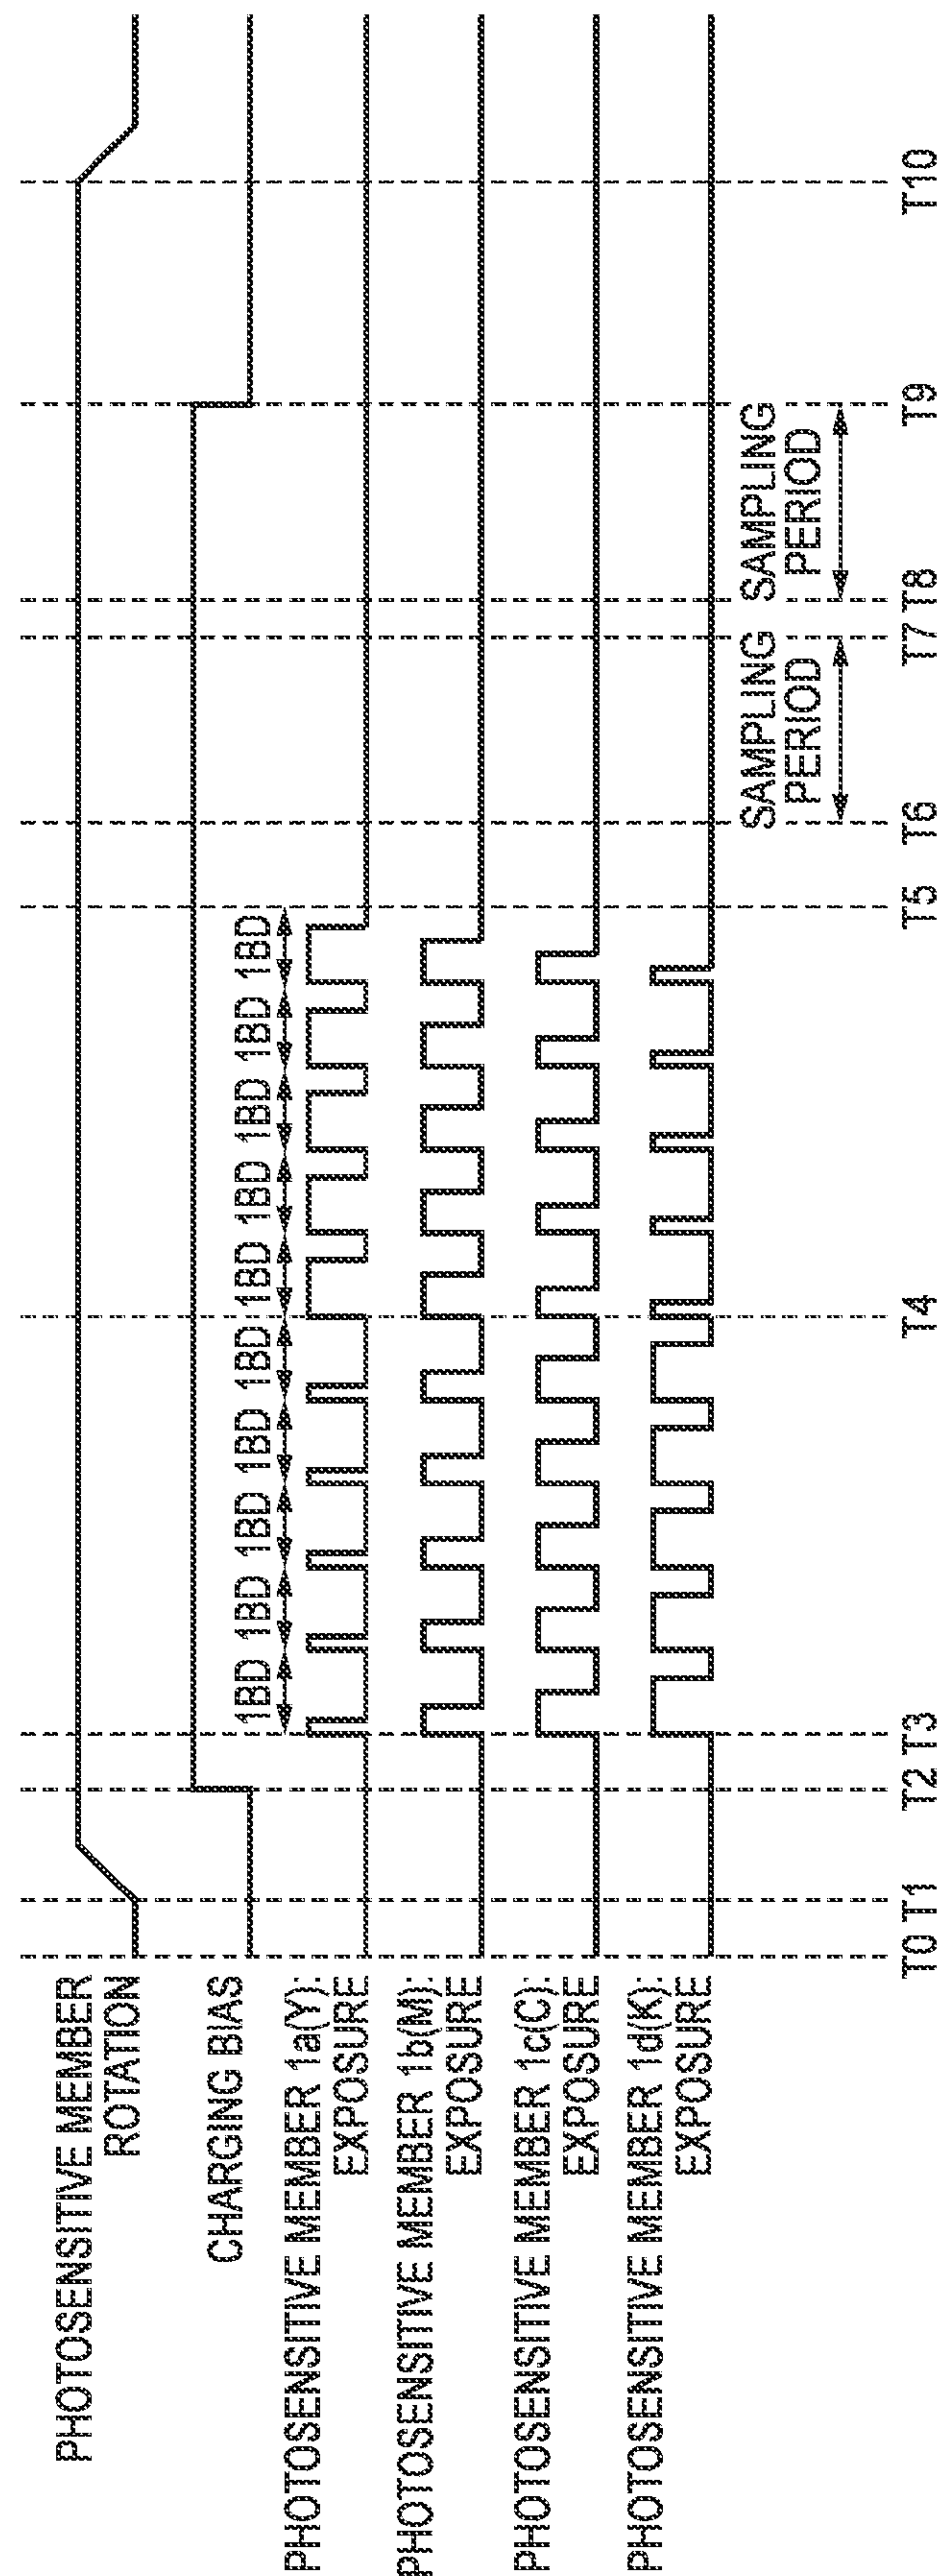 PHOTOSENSITIVE MEMBER
ROTATION
CHARGING BIAS
PHOTOSENSITIVE MEMBER 1a(Y):
EXPOSURE
PHOTOSENSITIVE MEMBER 1b(M):
EXPOSURE
PHOTOSENSITIVE MEMBER 1c(C):
EXPOSURE
PHOTOSENSITIVE MEMBER 1d(K):
EXPOSURE
1BD 1BD 1BD 1BD 1BD 1BD 1BD 1BD 1BD 1BD
SAMPLING
PERIOD
SAMPLING
PERIOD
T0 T1 T2 T3 T4 T5 T6 T7 T8 T9 T10